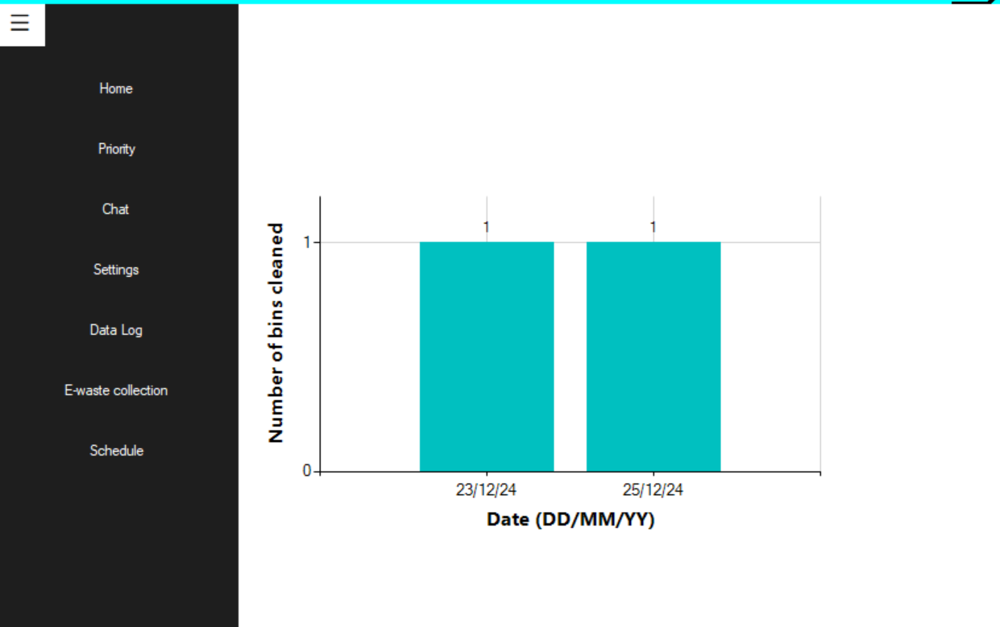 ☰
Home
Priority
Chat
Settings
Data Log
E-waste collection
Schedule
Number of bins cleaned
1
0
1
1
23/12/24
25/12/24
Date (DD/MM/YY)